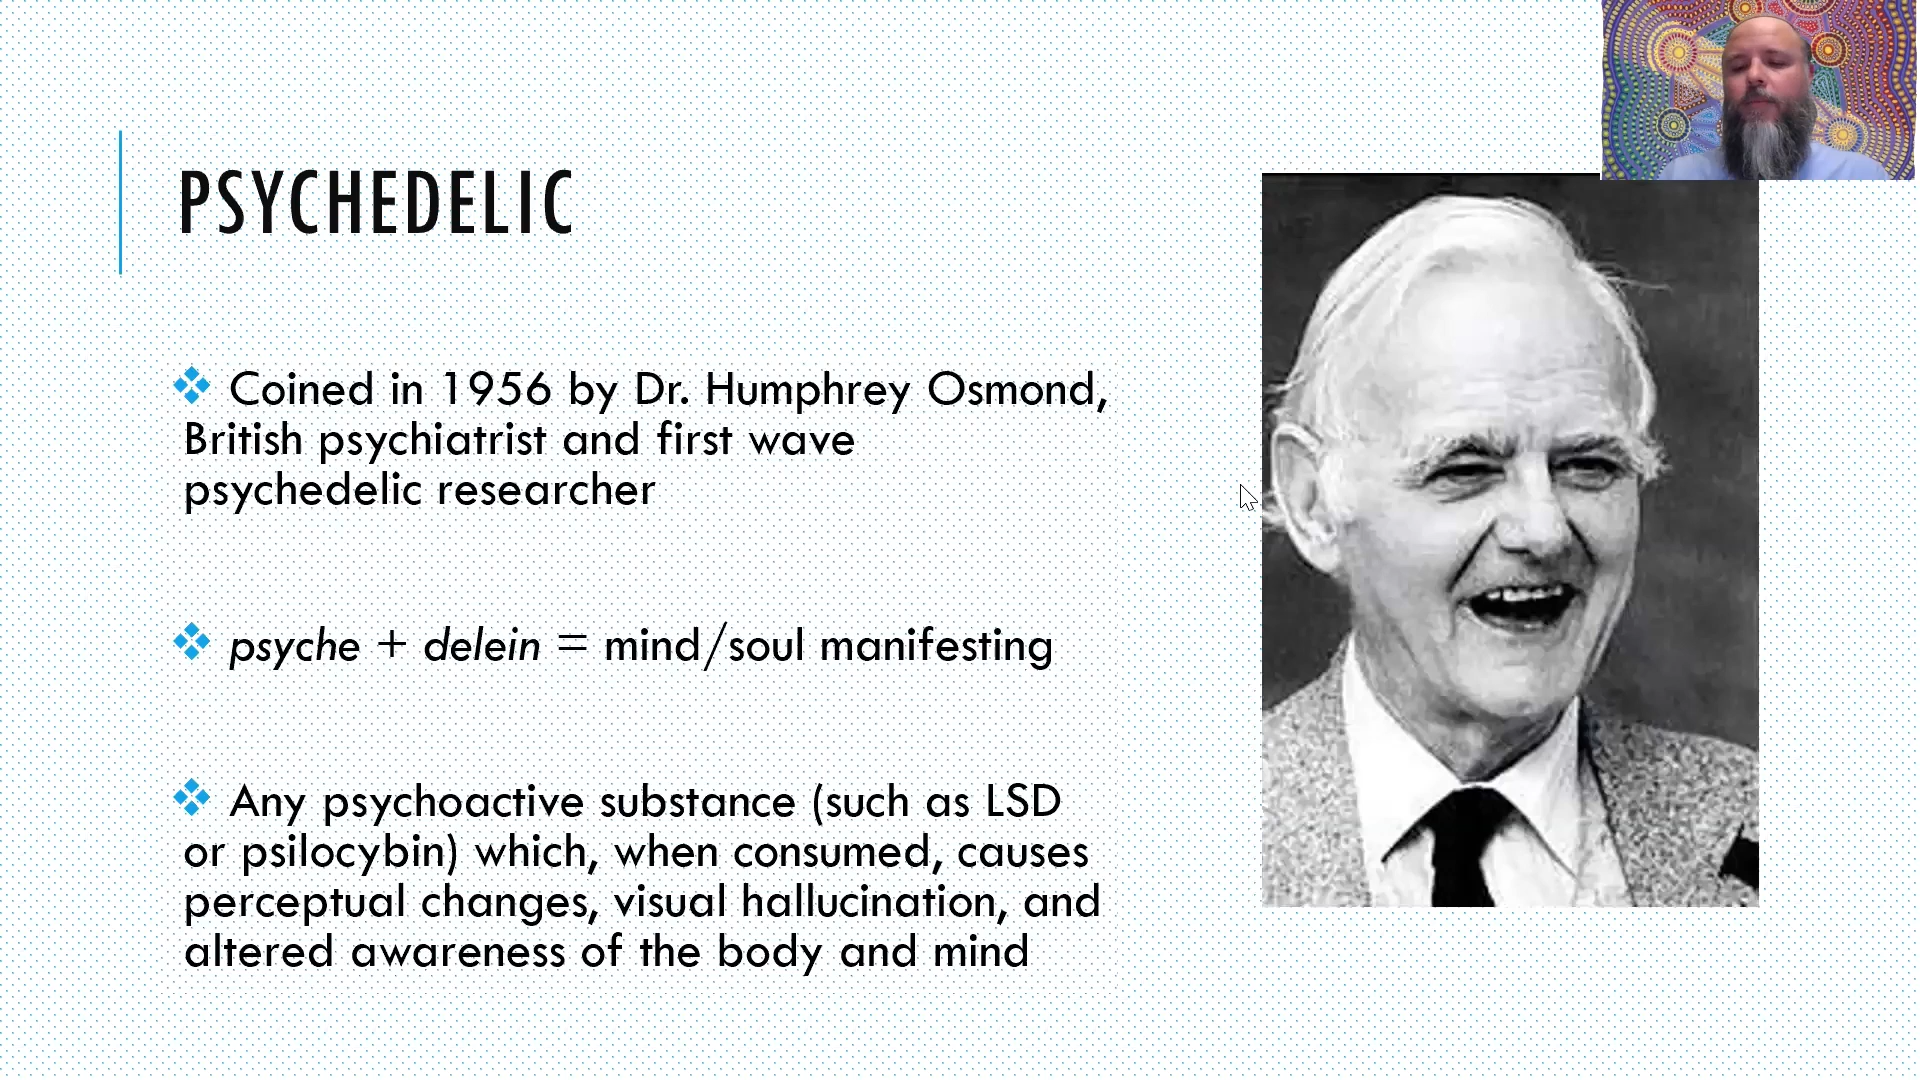 PSYCHEDELIC
❖ Coined in 1956 by Dr. Humphrey Osmond,
British psychiatrist and first wave
psychedelic researcher
❖ psyche + delein = mind/soul manifesting
❖ Any psychoactive substance (such as LSD
or psilocybin) which, when consumed, causes
perceptual changes, visual hallucination, and
altered awareness of the body and mind